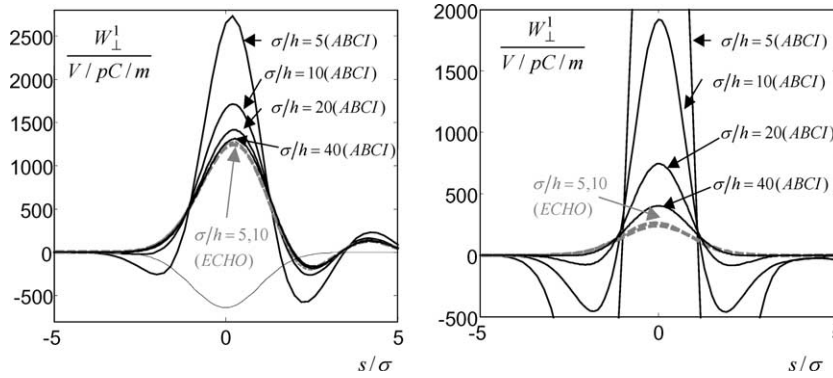 W⊥¹
V / pC / m
2500
2000
1500
1000
500
0
-500
-5
0
5
s/σ
σ/h = 5(ABCI)
σ/h = 10(ABCI)
σ/h = 20(ABCI)
σ/h = 40(ABCI)
σ/h = 5,10
(ECHO)
W⊥¹
V / pC / m
2000
1500
1000
500
0
-500
-5
0
5
s/σ
σ/h = 5(ABCI)
σ/h = 10(ABCI)
σ/h = 20(ABCI)
σ/h = 40(ABCI)
σ/h = 5,10
(ECHO)